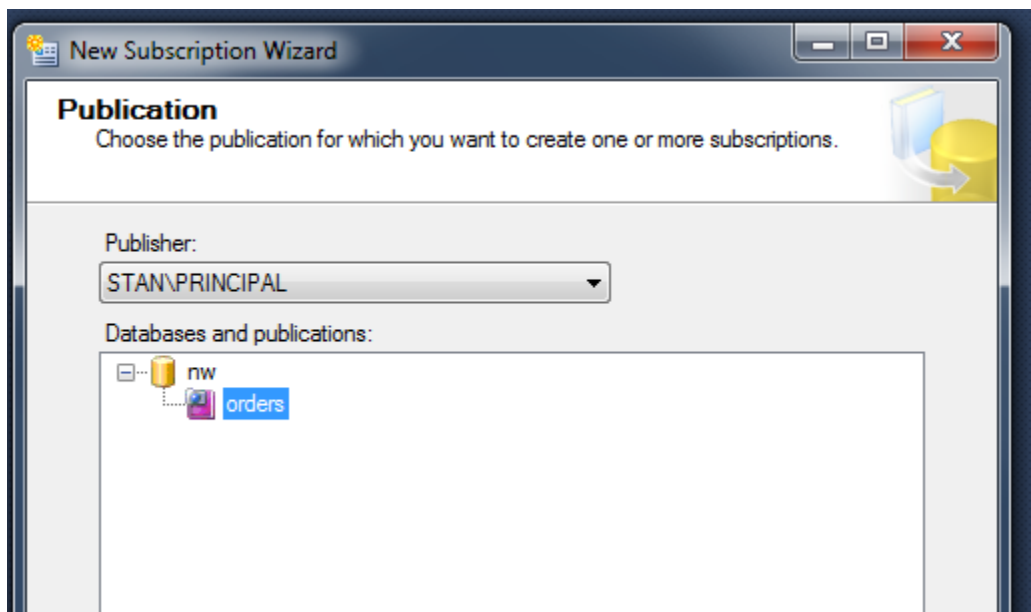 New Subscription Wizard
Publication
Choose the publication for which you want to create one or more subscriptions.
Publisher:
STAN\PRINCIPAL
Databases and publications:
nw
orders